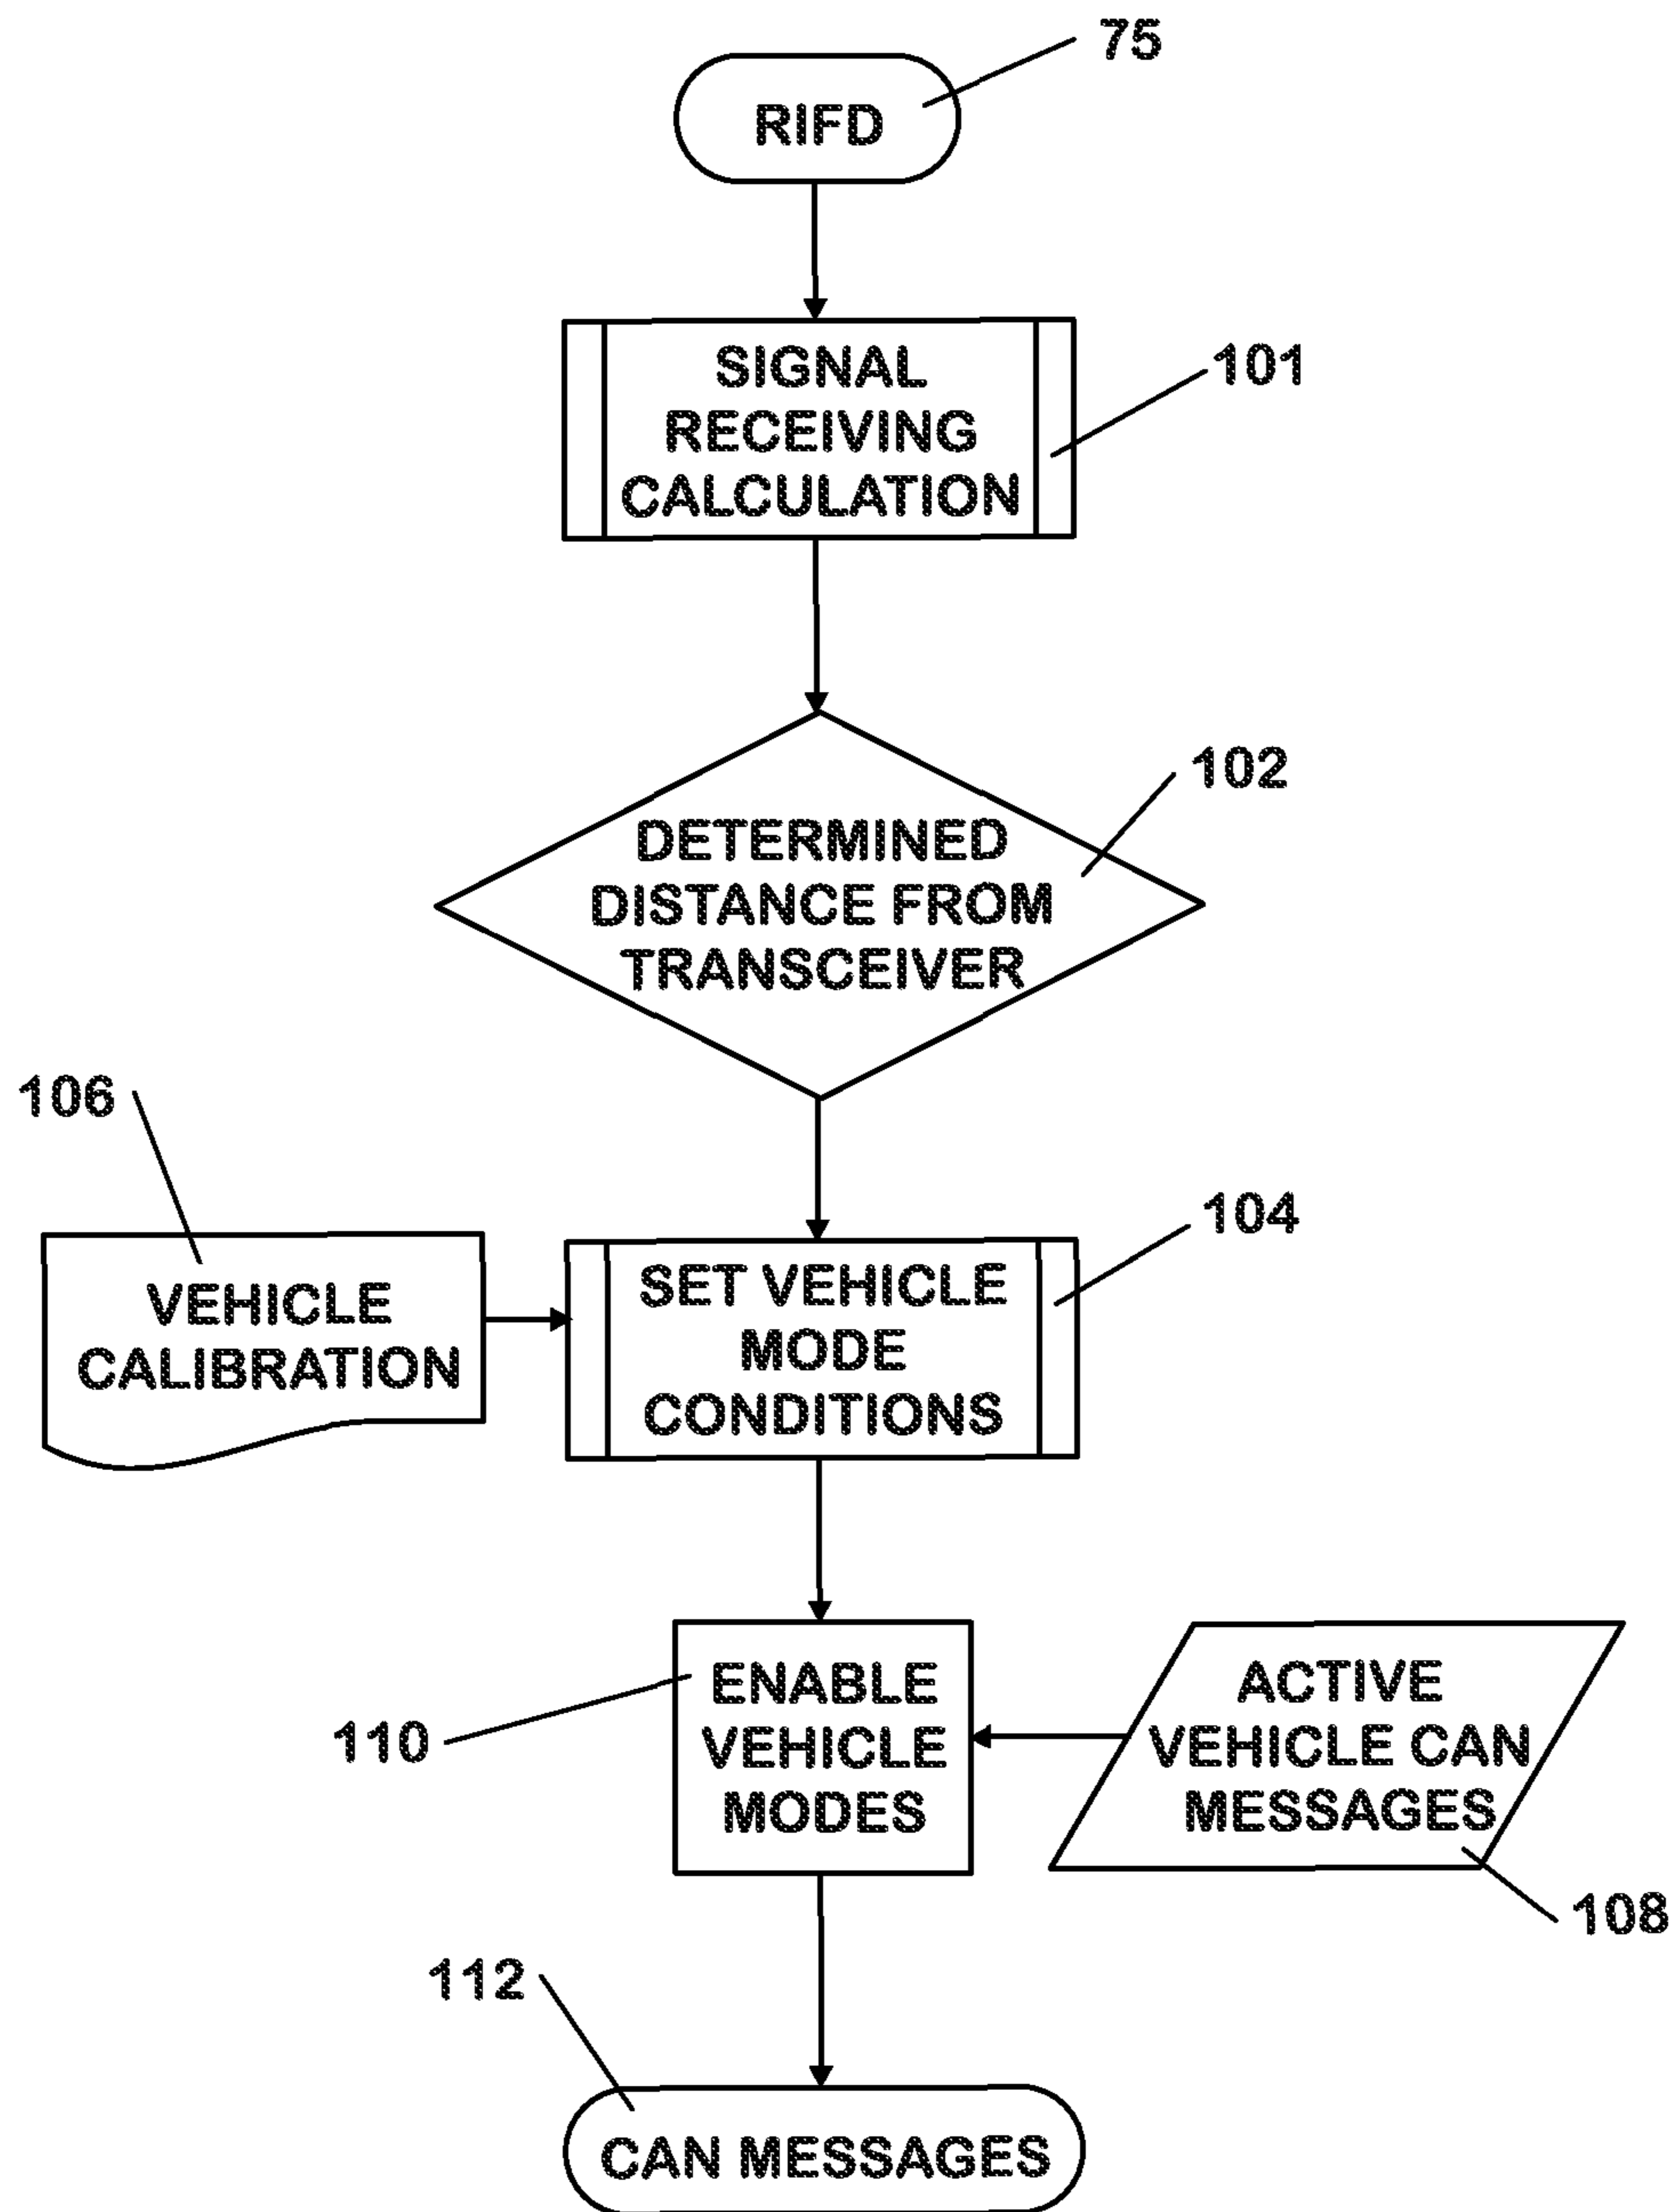 75
RIFD
SIGNAL
RECEIVING
CALCULATION
101
102
DETERMINED
DISTANCE FROM
TRANSCEIVER
106
VEHICLE
CALIBRATION
104
SET VEHICLE
MODE
CONDITIONS
110
ENABLE
VEHICLE
MODES
ACTIVE
VEHICLE CAN
MESSAGES
108
112
CAN MESSAGES